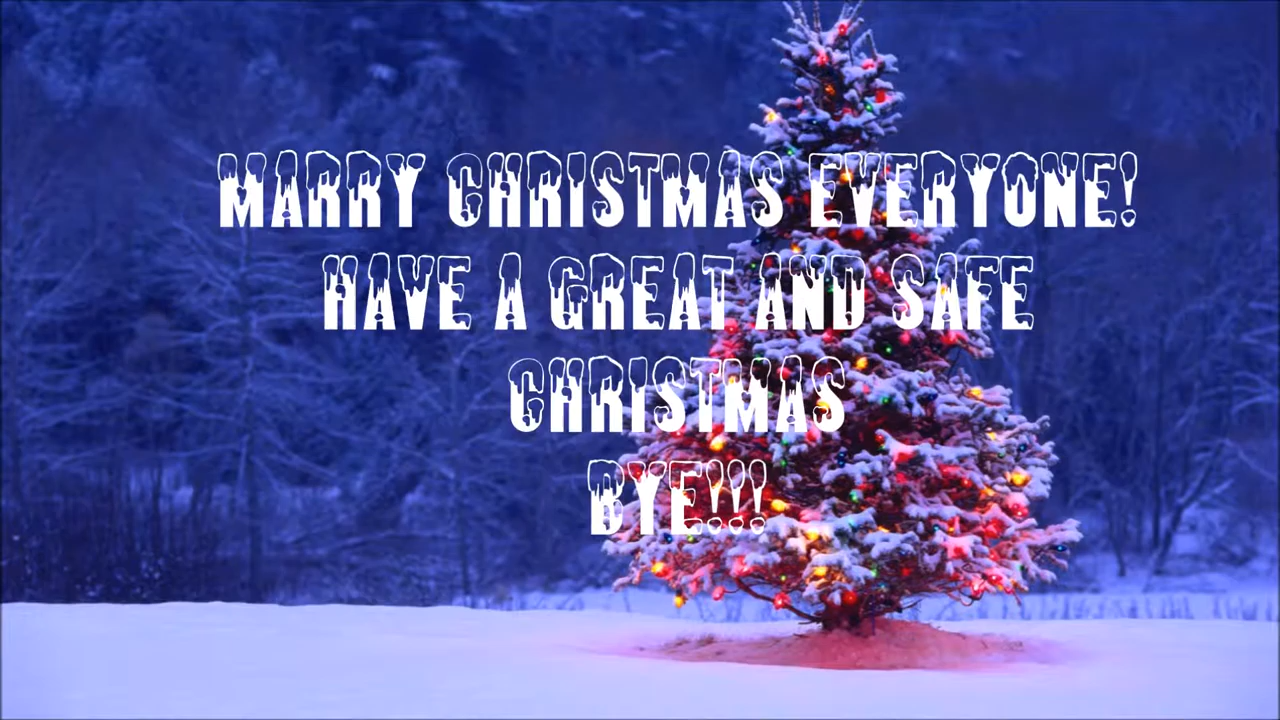 MARRY CHRISTMAS EVERYONE!
HAVE A GREAT AND SAFE
CHRISTMAS
BYE!!!